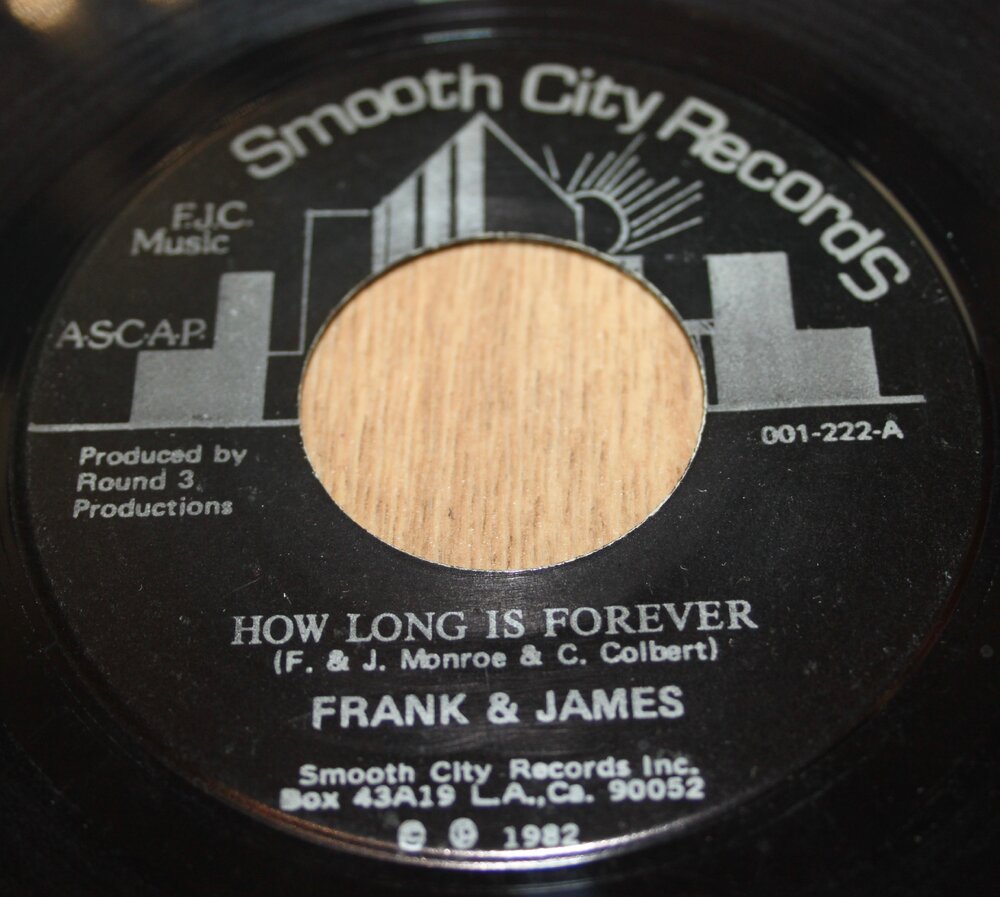 Smooth City Records
F.J.C.
Music
A·S·C·A·P·
001-222-A
Produced by
Round 3
Productions
HOW LONG IS FOREVER
(F. & J. Monroe & C. Colbert)
FRANK & JAMES
Smooth City Records Inc.
Box 43A19 L.A., Ca. 90052
© ℗ 1982